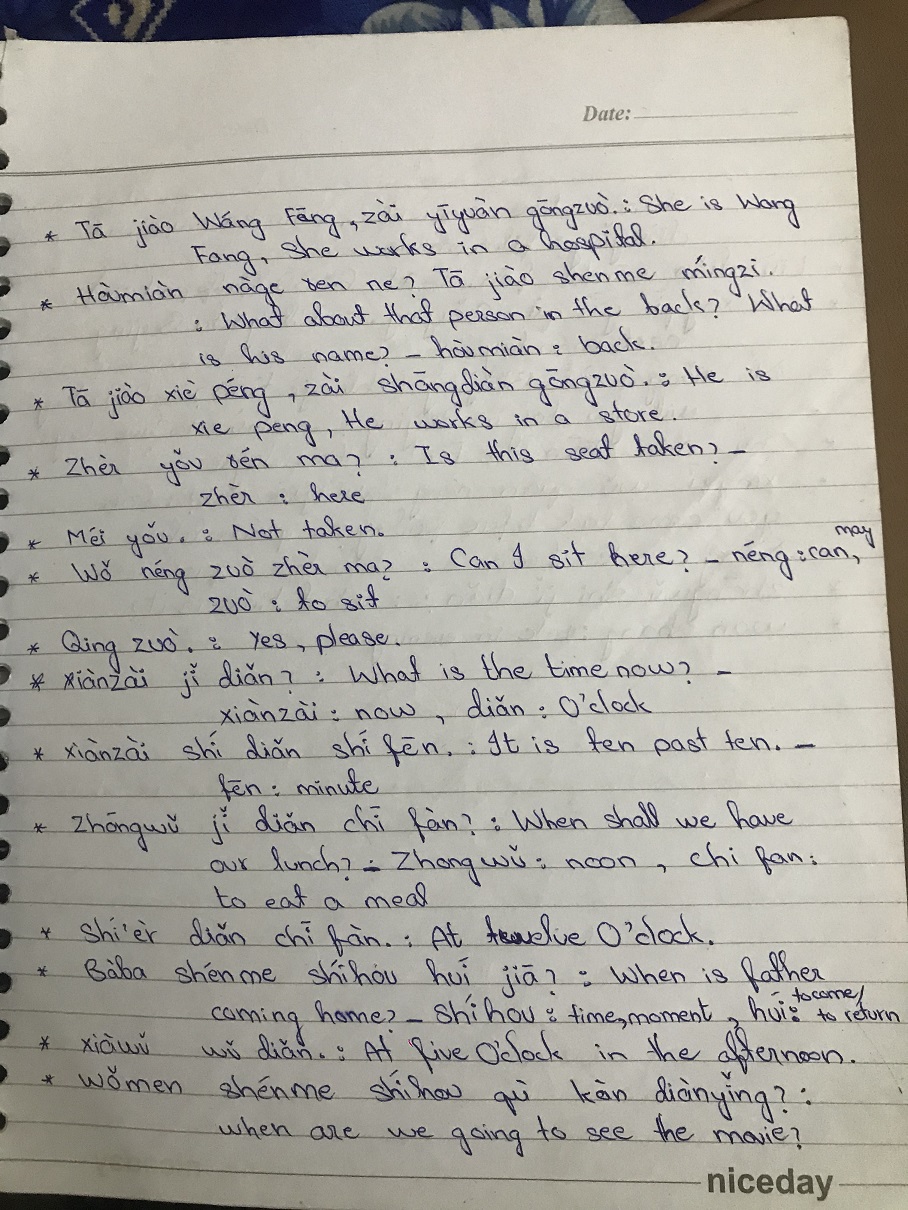 Date:
* Tā jiào Wáng Fāng, zài yīyuàn gōngzuò. : She is Wang
Fang, She works in a hospital.
* Hòumiàn nàge ren ne? Tā jiào shenme míngzi.
: What about that person in the back? What
is his name? - hòumiàn : back.
* Tā jiào xiè péng, zài shāngdiàn gōngzuò. : He is
xie peng, He works in a store.
* Zhèr yǒu rén ma? : Is this seat taken? -
zhèr : here
* Méi yǒu. : Not taken.
may
* Wǒ néng zuò zhèr ma? : Can I sit here? - néng : can,
zuò : to sit
* Qing zuò. : Yes, please.
* xiànzài jǐ diǎn? : What is the time now? -
xiànzài : now, diǎn : O'clock
* xiànzài shí diǎn shí fēn. : It is ten past ten. -
fēn : minute
* Zhōngwǔ jǐ diǎn chī fàn? : When shall we have
our lunch? - Zhongwǔ : noon, chi fan :
to eat a meal
* Shí'èr diǎn chī fàn. : At twelve O'clock.
* Bàba shénme shíhòu huí jiā? : When is father
to come/
coming home? - Shíhou : time, moment, huí : to return
* xiàwǔ wǔ diǎn. : At five O'clock in the afternoon.
* wǒmen shénme shíhou qù kàn diànyǐng? :
when are we going to see the movie?
niceday